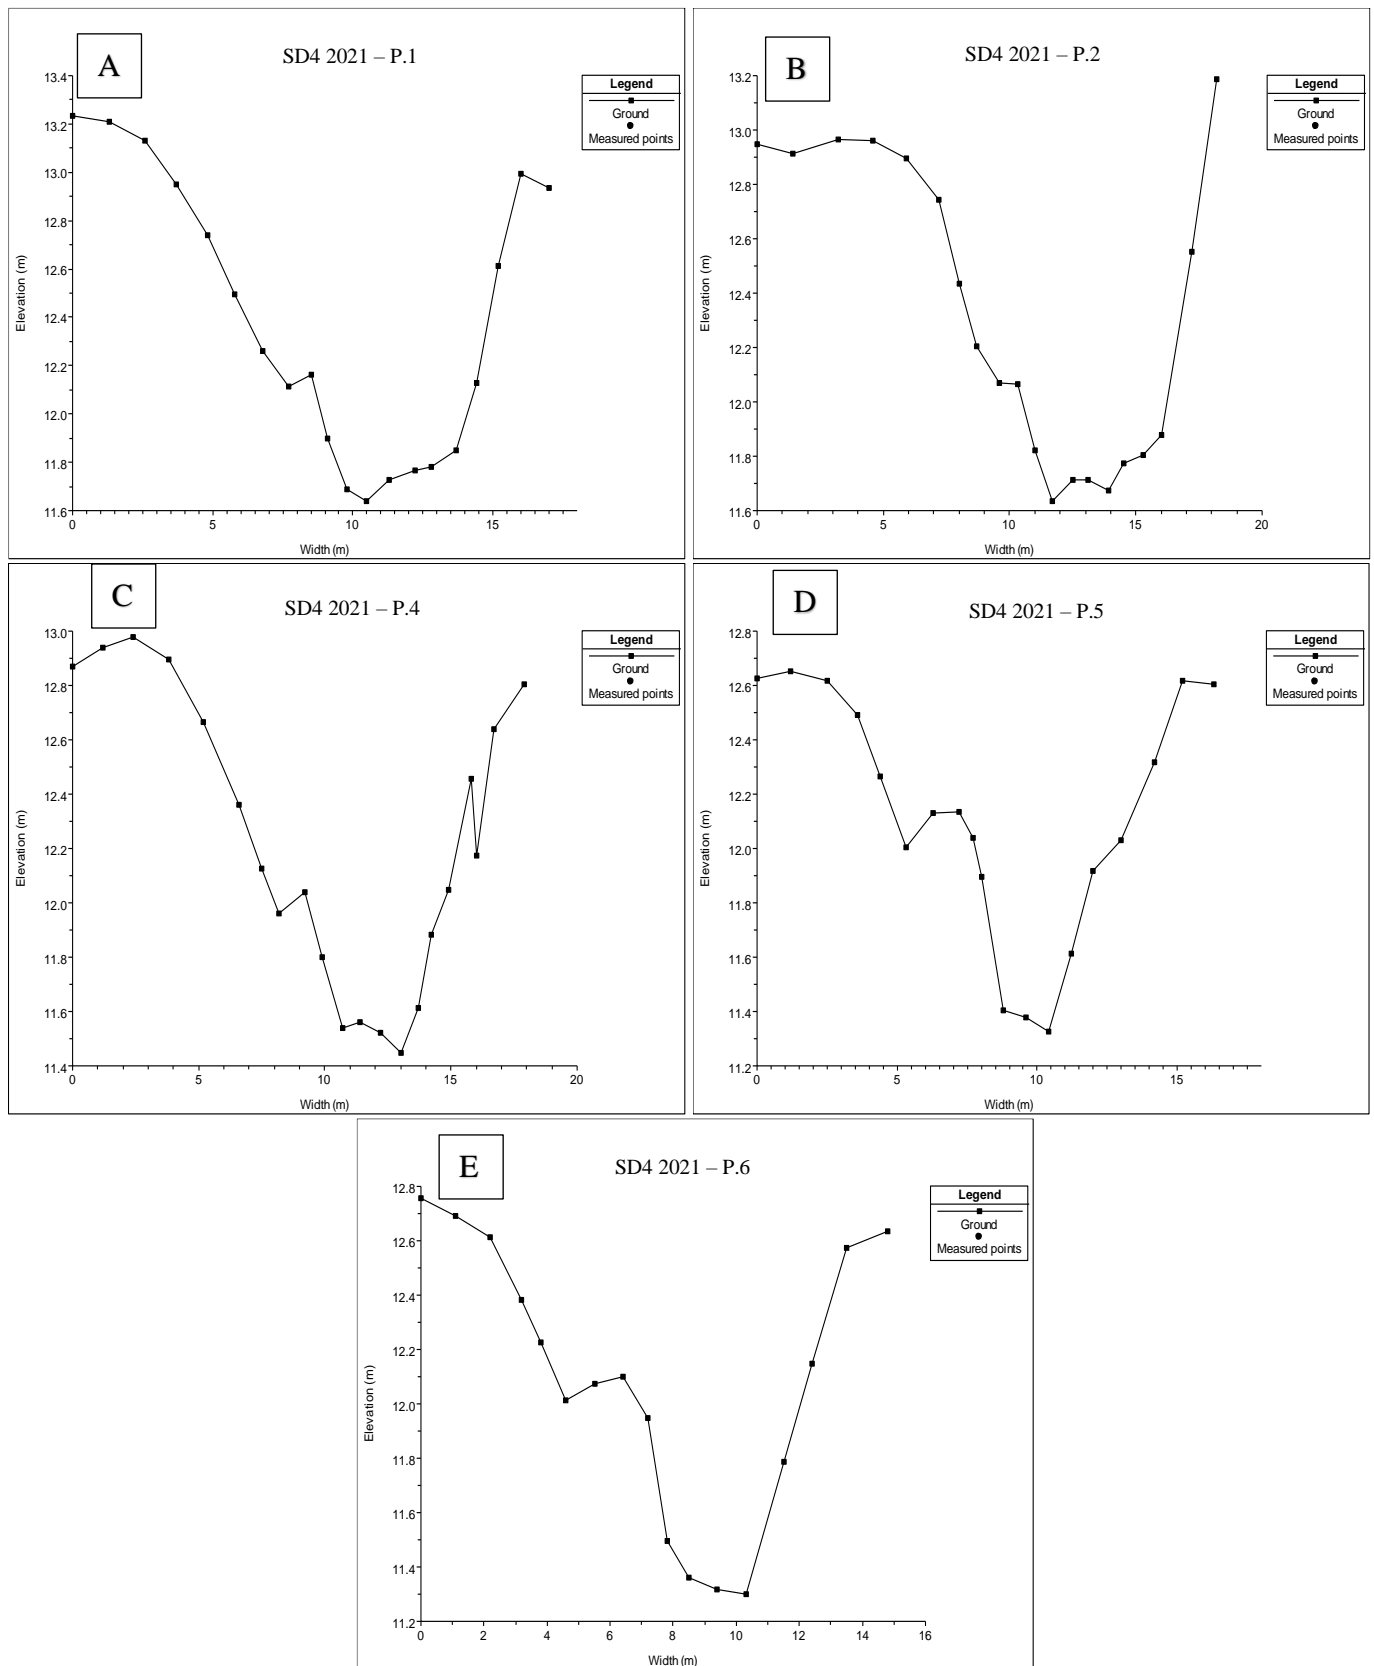 A
SD4 2021 – P.1
13.4
13.2
13.0
12.8
12.6
12.4
12.2
12.0
11.8
11.6
Elevation (m)
0 5 10 15
Width (m)
Legend
Ground
Measured points
B
SD4 2021 – P.2
13.2
13.0
12.8
12.6
12.4
12.2
12.0
11.8
11.6
Elevation (m)
0 5 10 15 20
Width (m)
Legend
Ground
Measured points
C
SD4 2021 – P.4
13.0
12.8
12.6
12.4
12.2
12.0
11.8
11.6
11.4
Elevation (m)
0 5 10 15 20
Width (m)
Legend
Ground
Measured points
D
SD4 2021 – P.5
12.8
12.6
12.4
12.2
12.0
11.8
11.6
11.4
11.2
Elevation (m)
0 5 10 15
Width (m)
Legend
Ground
Measured points
E
SD4 2021 – P.6
12.8
12.6
12.4
12.2
12.0
11.8
11.6
11.4
11.2
Elevation (m)
0 2 4 6 8 10 12 14 16
Width (m)
Legend
Ground
Measured points